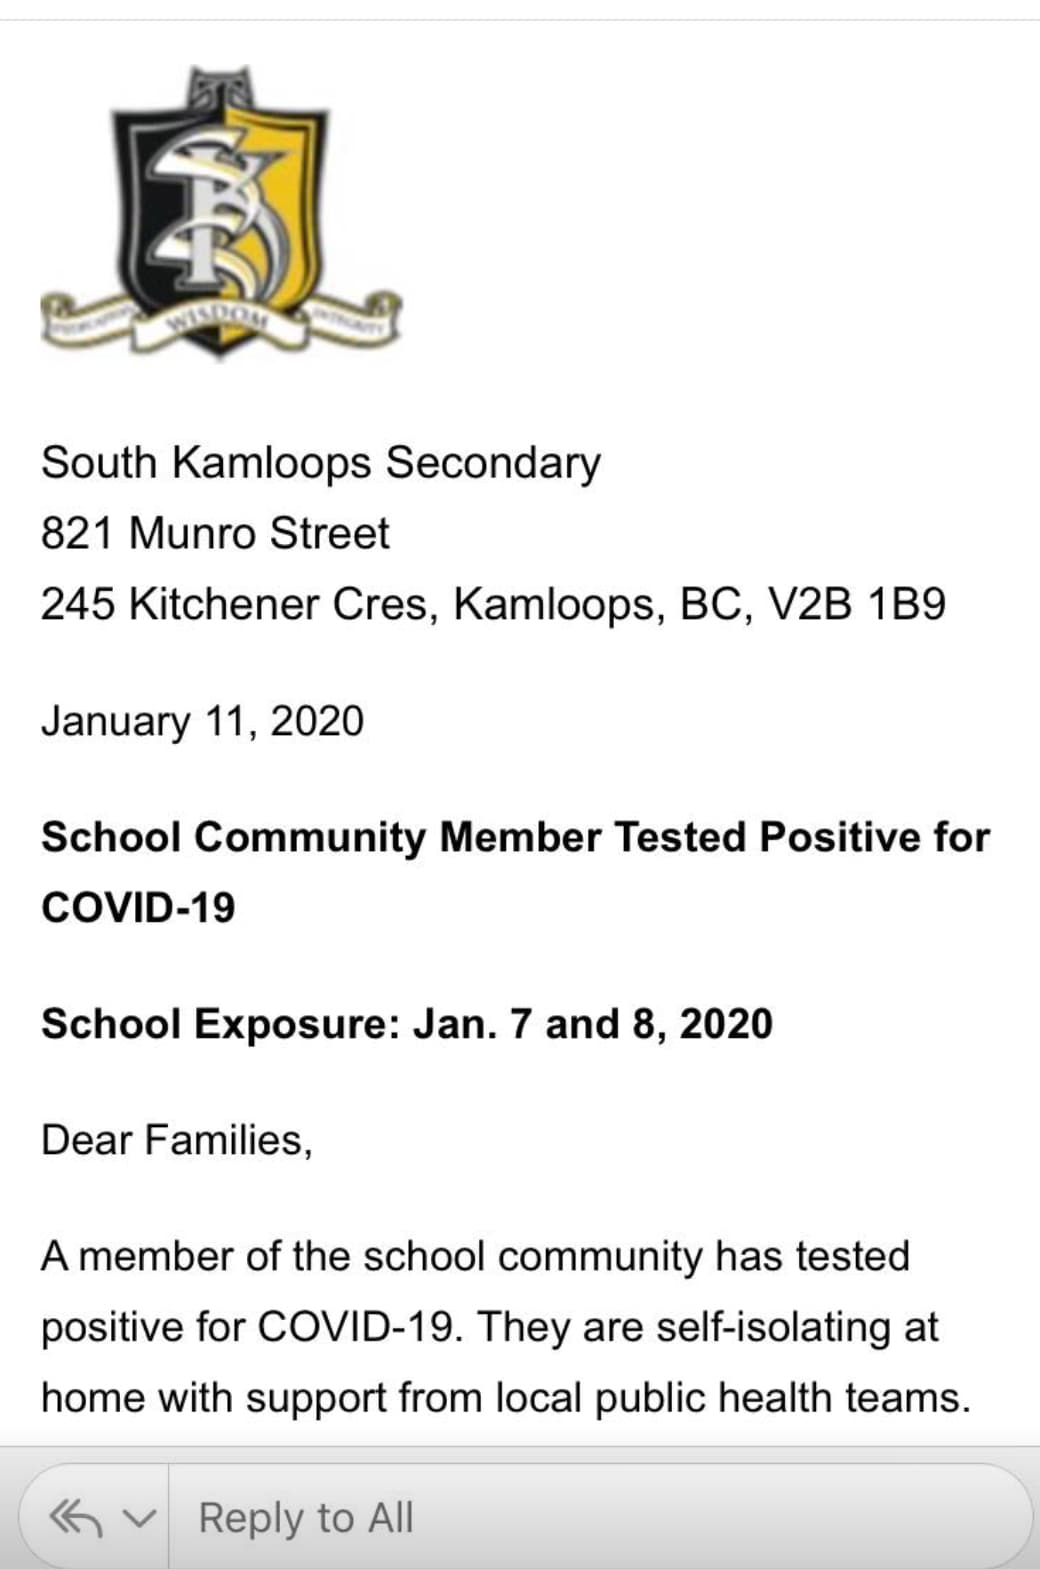 WISDOM
South Kamloops Secondary
821 Munro Street
245 Kitchener Cres, Kamloops, BC, V2B 1B9
January 11, 2020
School Community Member Tested Positive for
COVID-19
School Exposure: Jan. 7 and 8, 2020
Dear Families,
A member of the school community has tested
positive for COVID-19. They are self-isolating at
home with support from local public health teams.
Reply to All